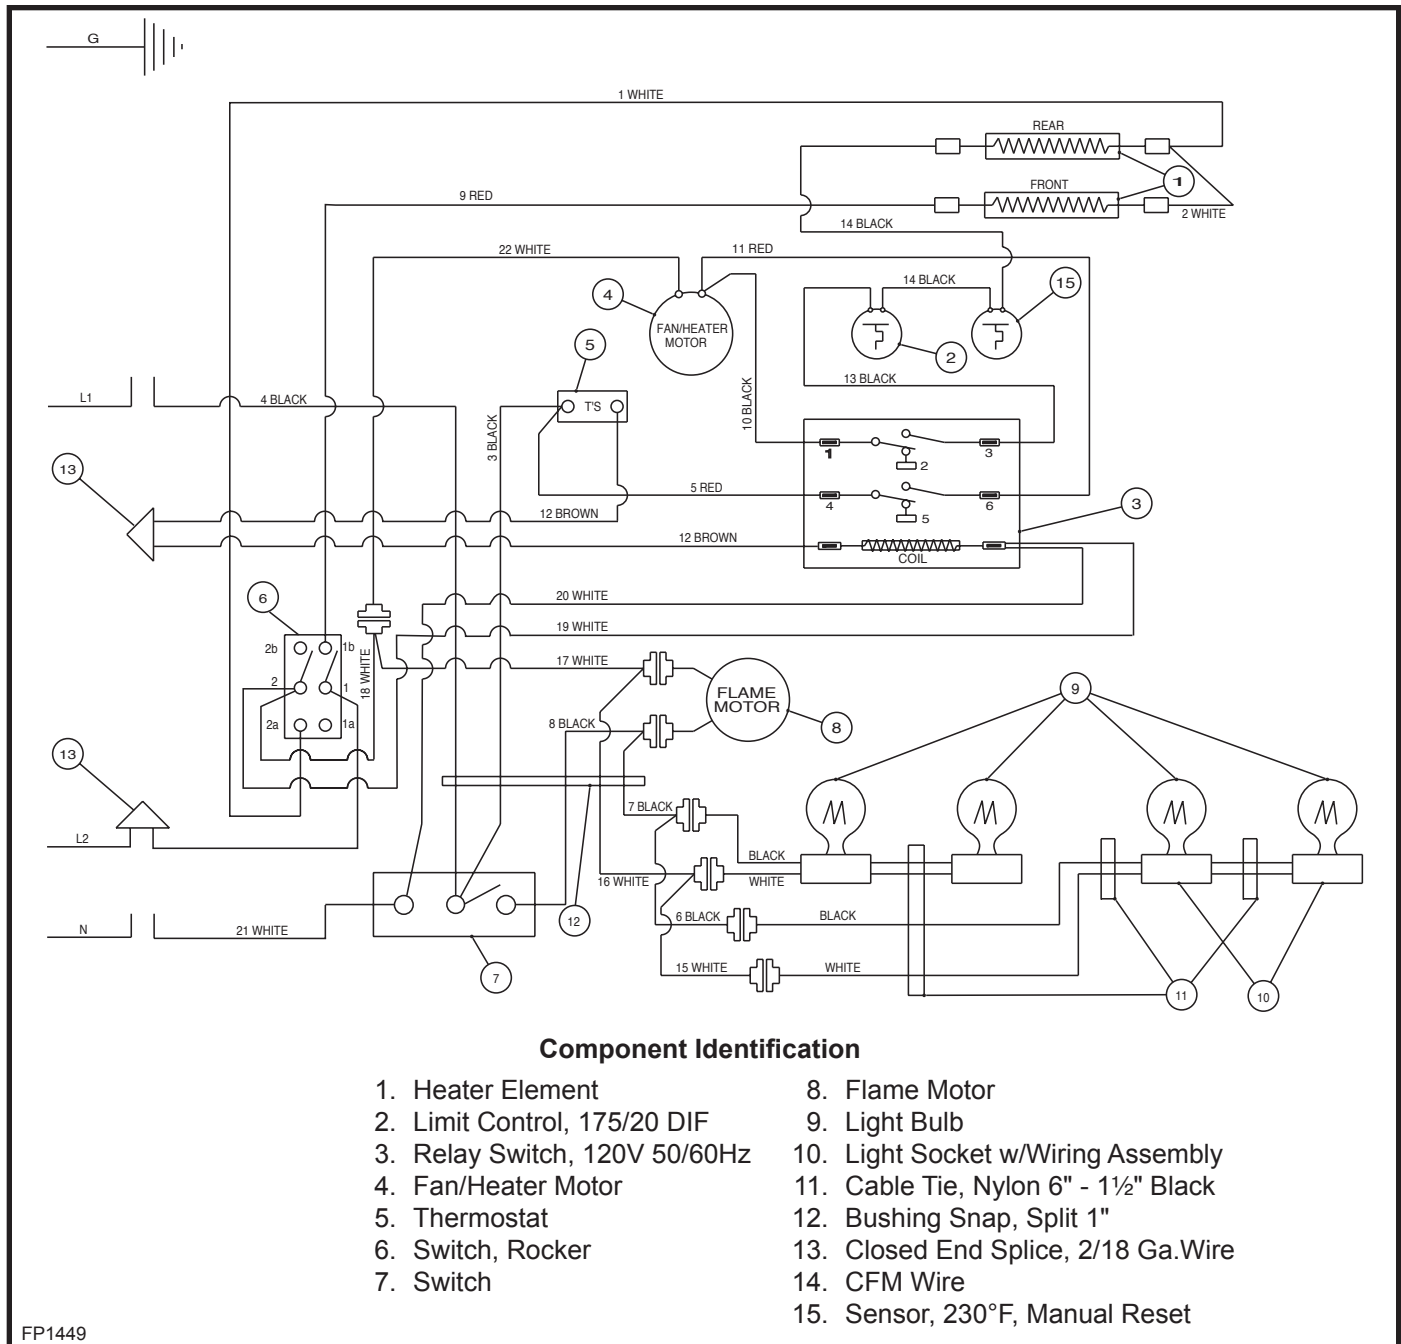 G
1 WHITE
REAR
1
9 RED
FRONT
2 WHITE
14 BLACK
22 WHITE
11 RED
14 BLACK
15
4
FAN/HEATER
MOTOR
2
5
13 BLACK
10 BLACK
L1
4 BLACK
T'S
3 BLACK
1
2
3
13
5 RED
4
5
6
3
12 BROWN
12 BROWN
COIL
6
20 WHITE
19 WHITE
2b
1b
18 WHITE
17 WHITE
2
1
FLAME
MOTOR
9
2a
1a
8 BLACK
8
13
7 BLACK
L2
BLACK
16 WHITE
WHITE
12
6 BLACK
BLACK
N
21 WHITE
15 WHITE
WHITE
7
11
10
Component Identification
1. Heater Element
2. Limit Control, 175/20 DIF
3. Relay Switch, 120V 50/60Hz
4. Fan/Heater Motor
5. Thermostat
6. Switch, Rocker
7. Switch
8. Flame Motor
9. Light Bulb
10. Light Socket w/Wiring Assembly
11. Cable Tie, Nylon 6" - 1½" Black
12. Bushing Snap, Split 1"
13. Closed End Splice, 2/18 Ga.Wire
14. CFM Wire
15. Sensor, 230°F, Manual Reset
FP1449